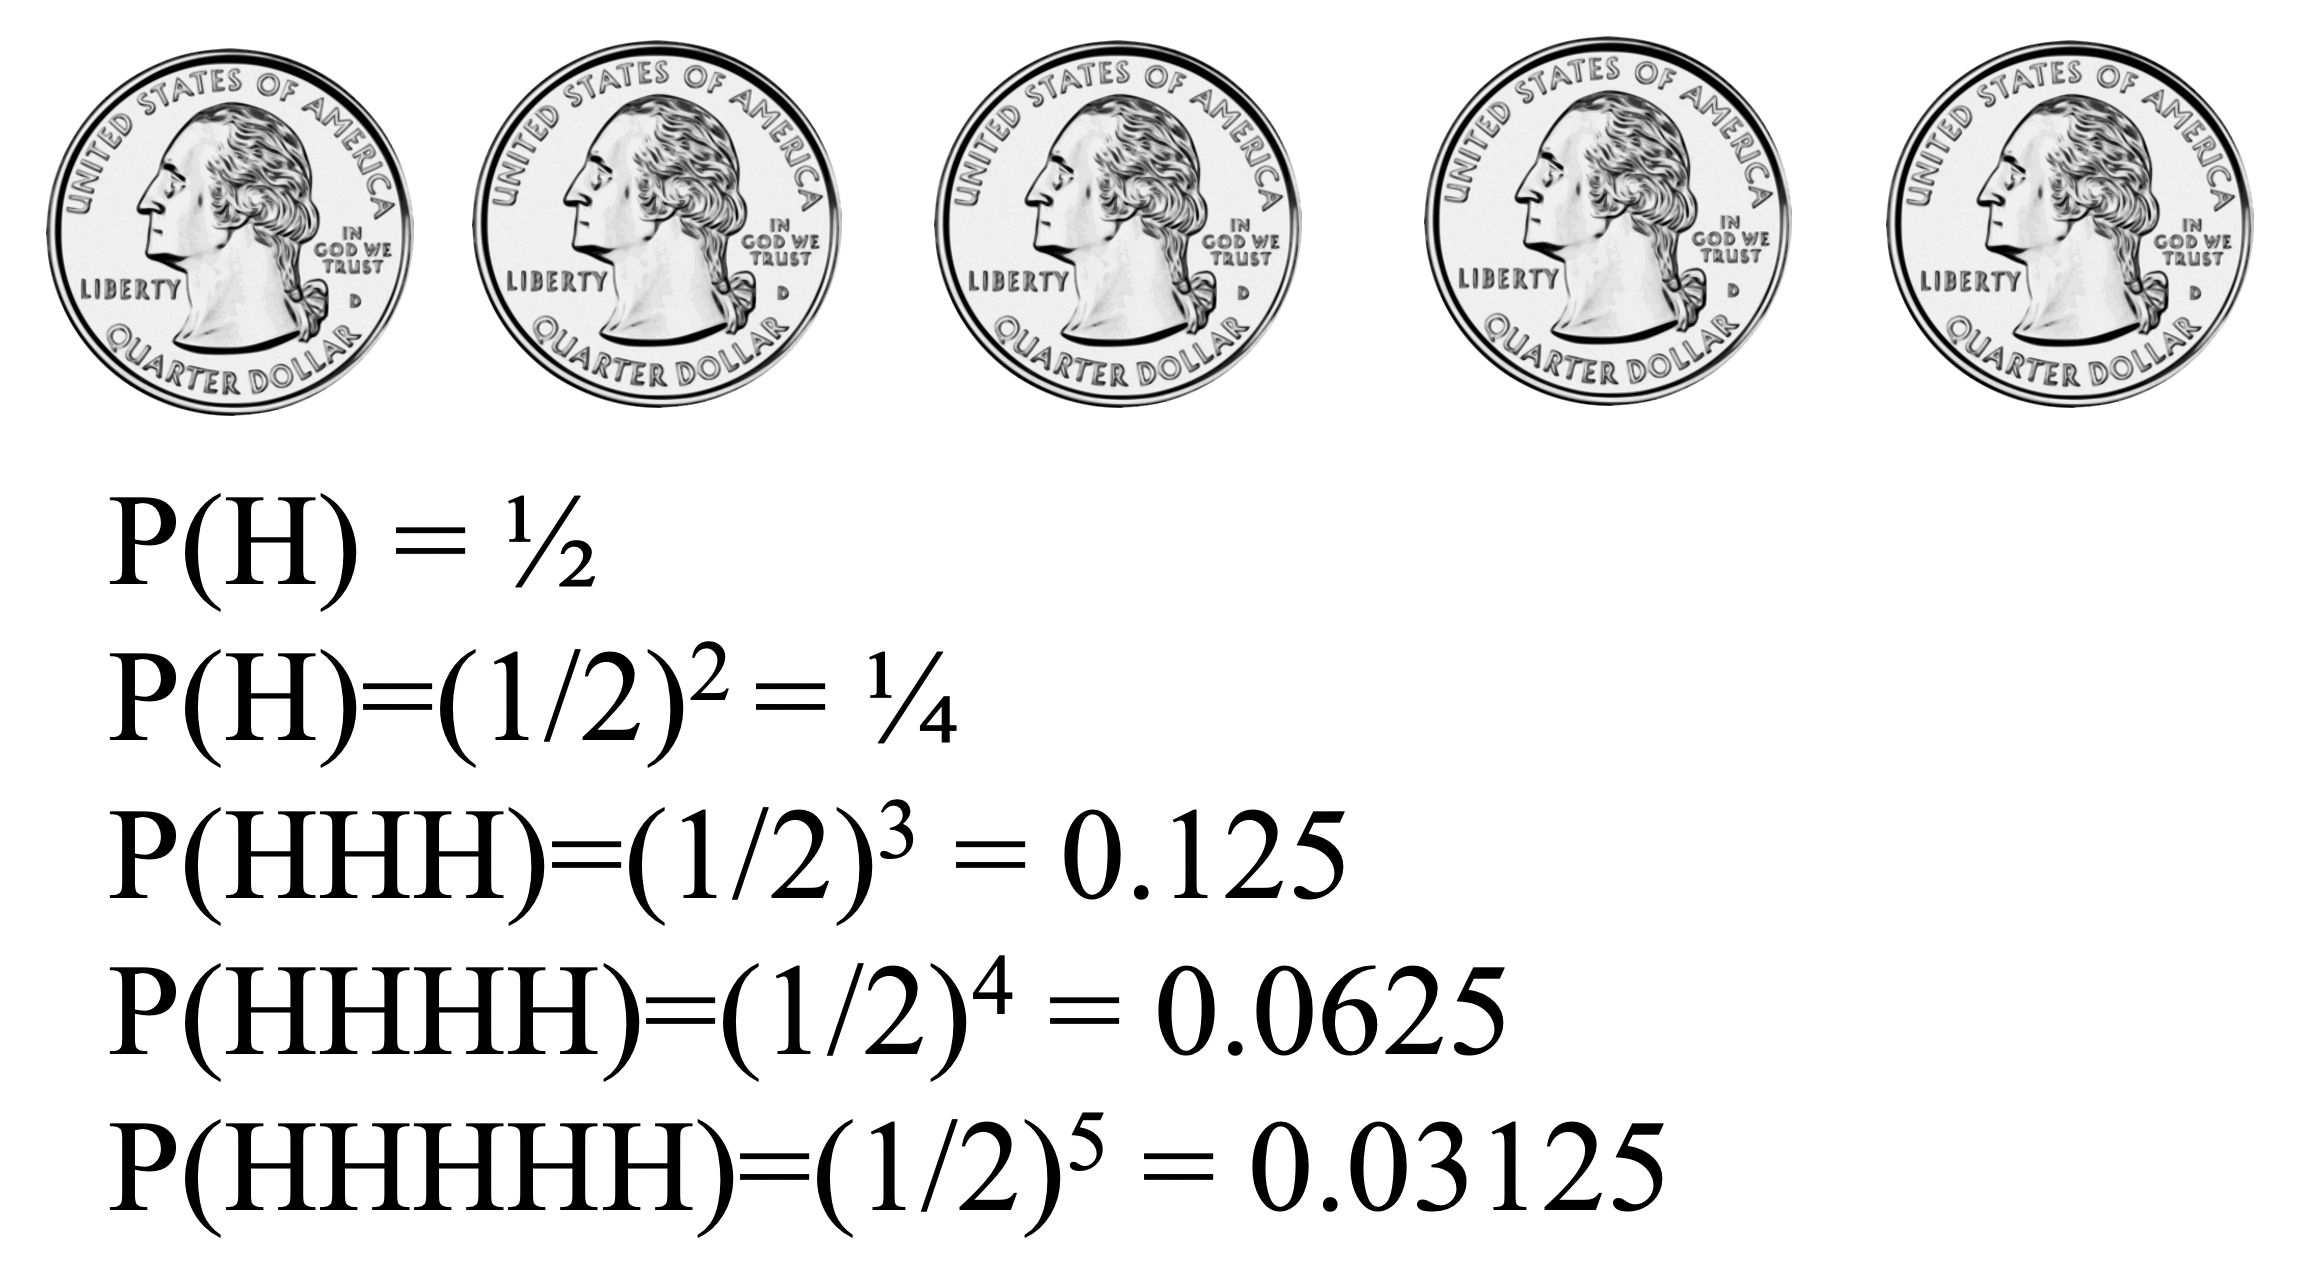 UNITED STATES OF AMERICA
IN
GOD WE
TRUST
LIBERTY
D
QUARTER DOLLAR
UNITED STATES OF AMERICA
IN
GOD WE
TRUST
LIBERTY
D
QUARTER DOLLAR
UNITED STATES OF AMERICA
IN
GOD WE
TRUST
LIBERTY
D
QUARTER DOLLAR
UNITED STATES OF AMERICA
IN
GOD WE
TRUST
LIBERTY
D
QUARTER DOLLAR
UNITED STATES OF AMERICA
IN
GOD WE
TRUST
LIBERTY
D
QUARTER DOLLAR
P(H) = ½
P(H)=(1/2)² = ¼
P(HHH)=(1/2)³ = 0.125
P(HHHH)=(1/2)⁴ = 0.0625
P(HHHHH)=(1/2)⁵ = 0.03125